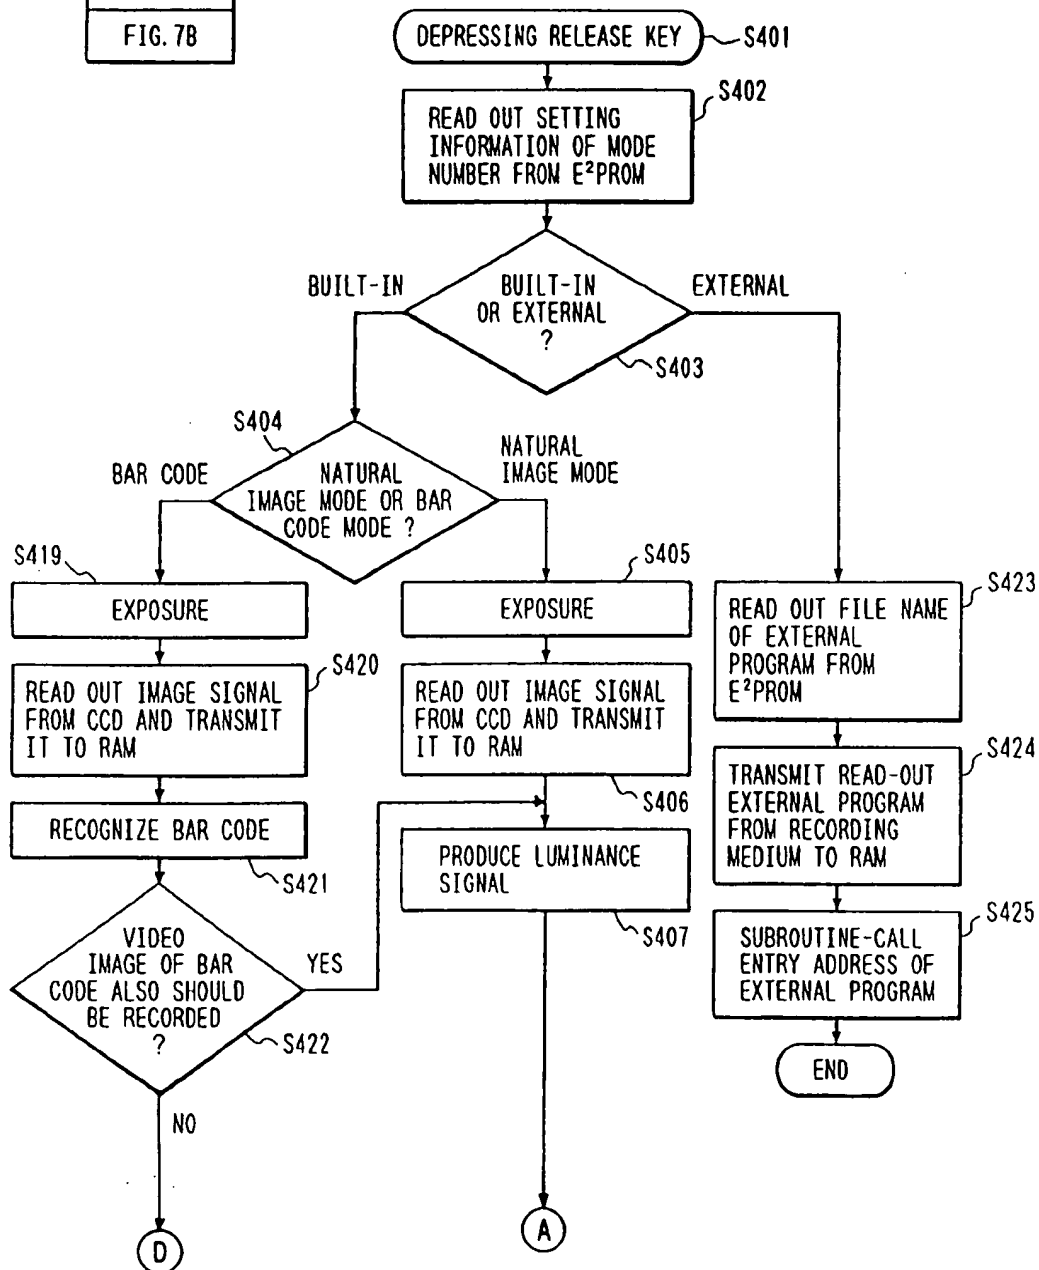 FIG. 7B
DEPRESSING RELEASE KEY
S401
S402
READ OUT SETTING
INFORMATION OF MODE
NUMBER FROM E²PROM
BUILT-IN
BUILT-IN
OR EXTERNAL
?
EXTERNAL
S403
S404
BAR CODE
NATURAL
IMAGE MODE OR BAR
CODE MODE ?
NATURAL
IMAGE MODE
S419
EXPOSURE
S405
EXPOSURE
S423
READ OUT FILE NAME
OF EXTERNAL
PROGRAM FROM
E²PROM
S420
READ OUT IMAGE SIGNAL
FROM CCD AND TRANSMIT
IT TO RAM
READ OUT IMAGE SIGNAL
FROM CCD AND TRANSMIT
IT TO RAM
S406
S424
TRANSMIT READ-OUT
EXTERNAL PROGRAM
FROM RECORDING
MEDIUM TO RAM
RECOGNIZE BAR CODE
S421
PRODUCE LUMINANCE
SIGNAL
S407
S425
SUBROUTINE-CALL
ENTRY ADDRESS OF
EXTERNAL PROGRAM
VIDEO
IMAGE OF BAR
CODE ALSO SHOULD
BE RECORDED
?
YES
S422
END
NO
D
A